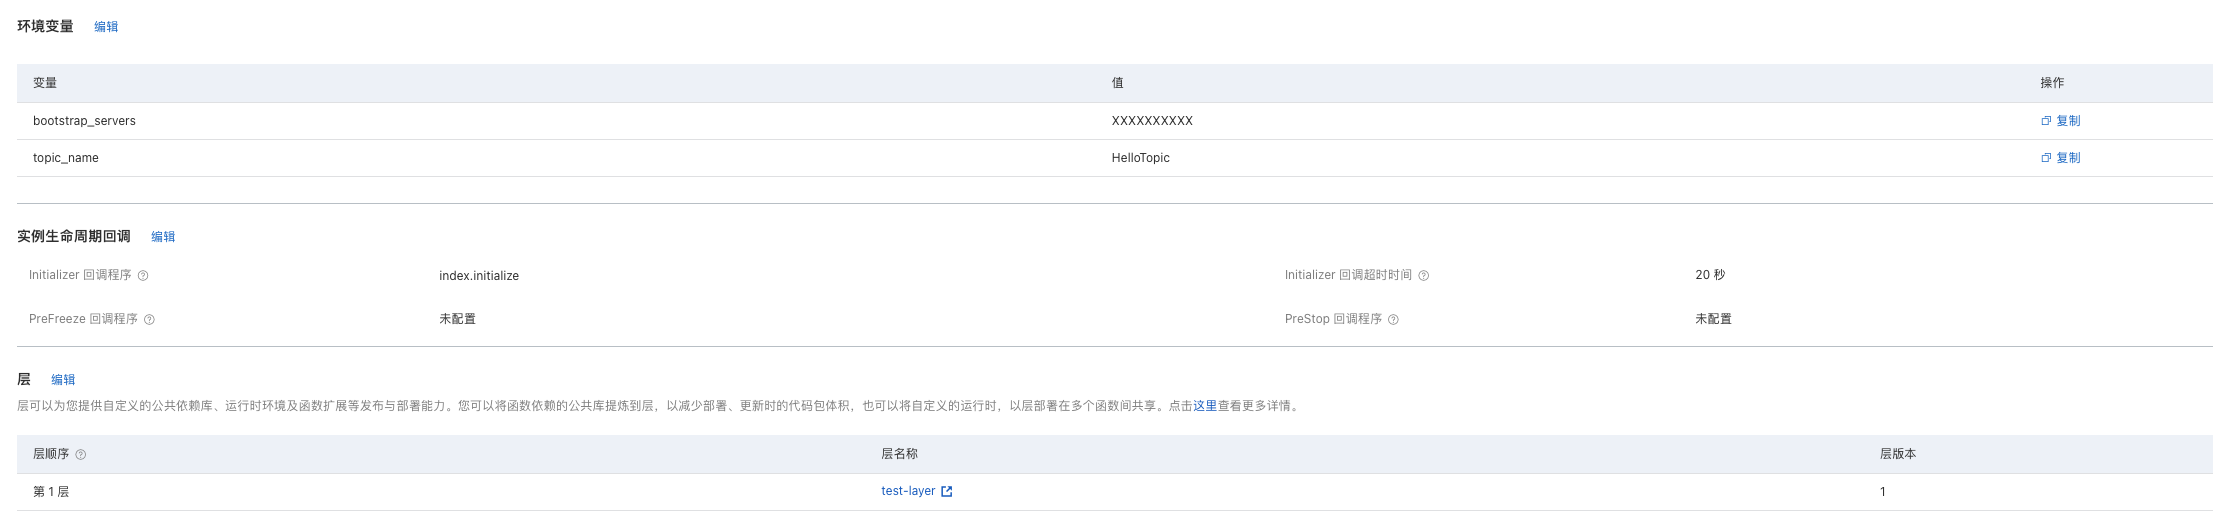 环境变量 编辑
变量 值 操作
bootstrap_servers XXXXXXXXXX 复制
topic_name HelloTopic 复制
实例生命周期回调 编辑
Initializer 回调程序 index.initialize Initializer 回调超时时间 20 秒
PreFreeze 回调程序 未配置 PreStop 回调程序 未配置
层 编辑
层可以为您提供自定义的公共依赖库、运行时环境及函数扩展等发布与部署能力。您可以将函数依赖的公共库提炼到层，以减少部署、更新时的代码包体积，也可以将自定义的运行时，以层部署在多个函数间共享。点击这里查看更多详情。
层顺序 层名称 层版本
第 1 层 test-layer 1